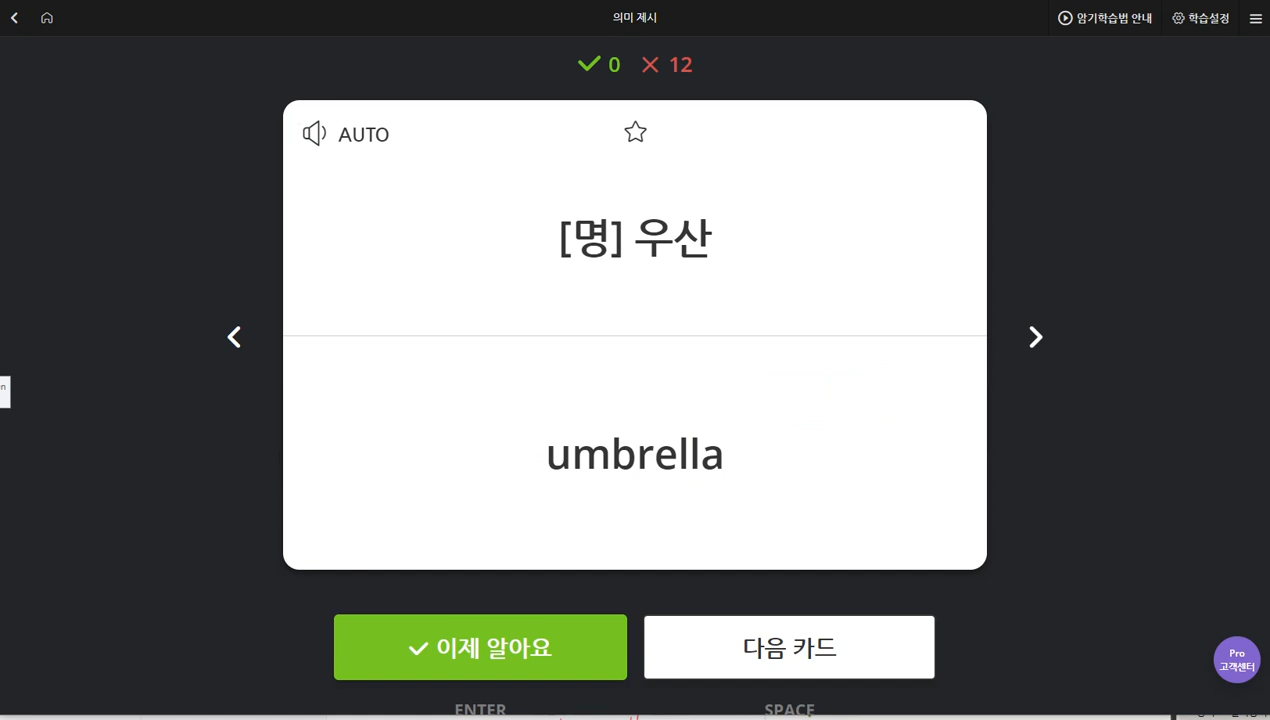 의미 제시
암기학습법 안내
학습설정
0
12
AUTO
[명] 우산
umbrella
이제 알아요
다음 카드
Pro
고객센터
ENTER
SPACE